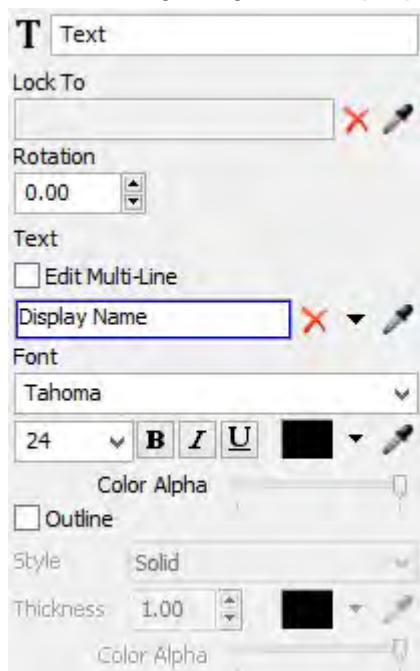 T Text
Lock To
Rotation
0.00
Text
Edit Multi-Line
Display Name
Font
Tahoma
24 B I U
Color Alpha
Outline
Style Solid
Thickness 1.00
Color Alpha